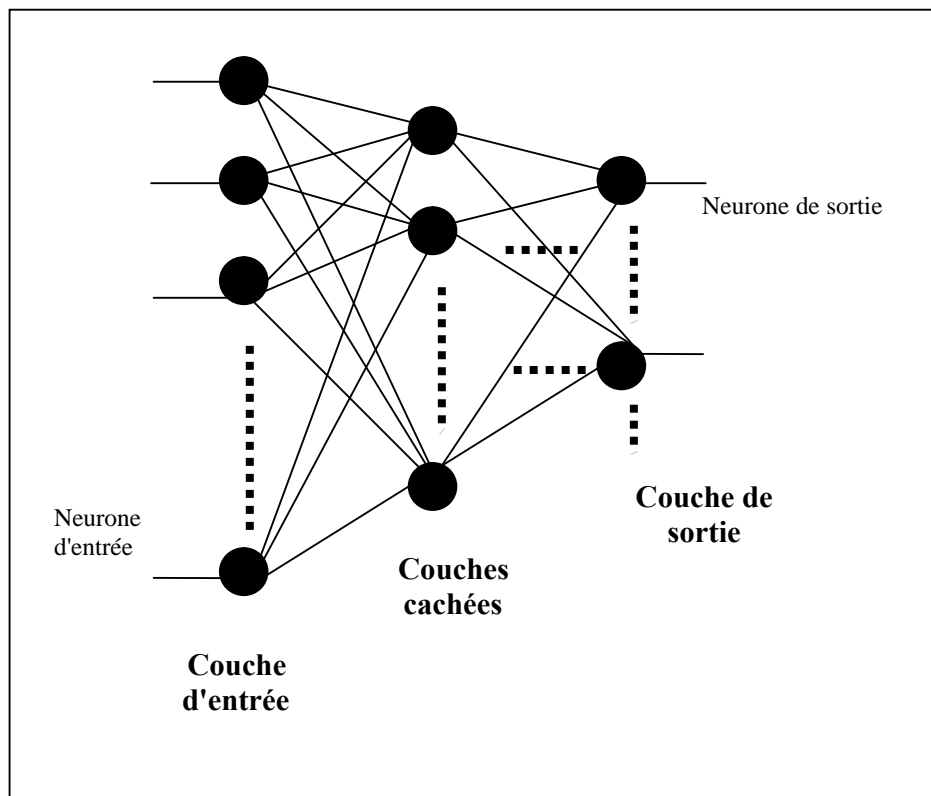 Neurone de sortie
Neurone
d'entrée
Couche de
sortie
Couches
cachées
Couche
d'entrée